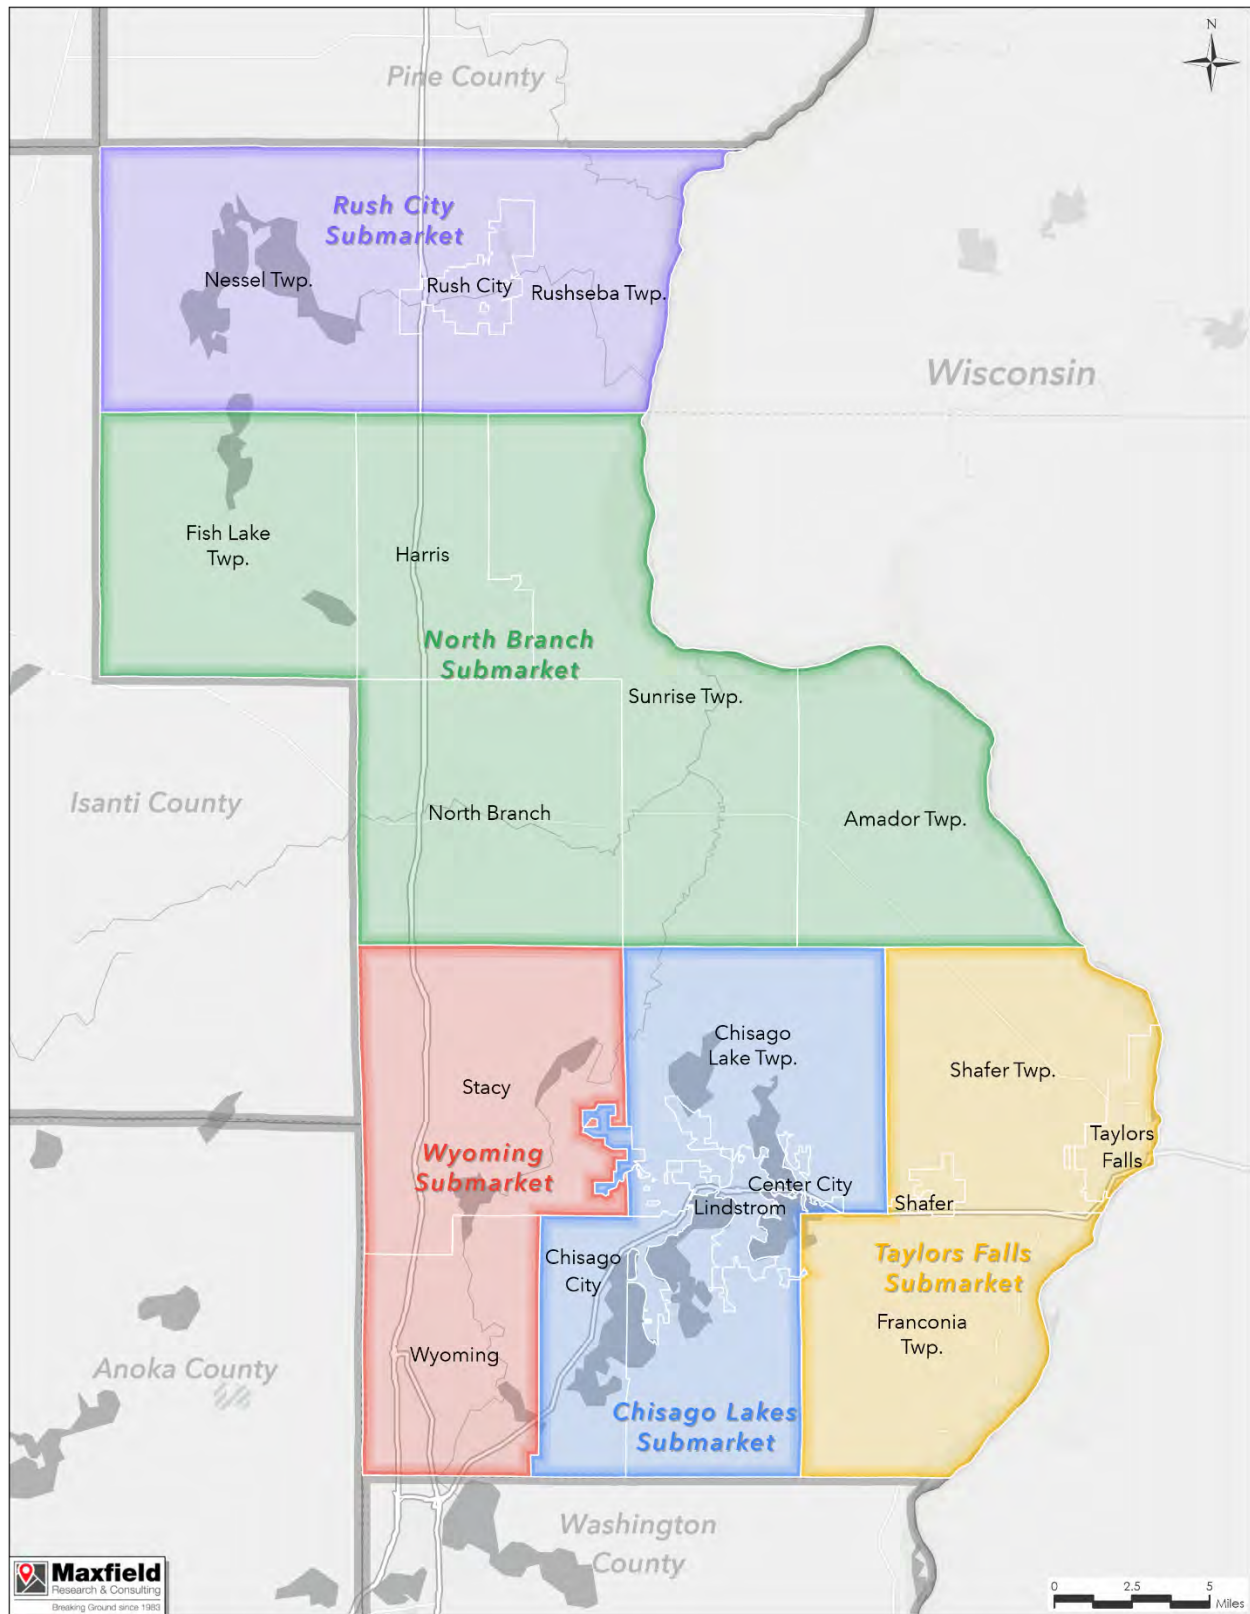 N
Pine County
Rush City
Submarket
Nessel Twp.
Rush City
Rushseba Twp.
Wisconsin
Fish Lake
Twp.
Harris
North Branch
Submarket
Sunrise Twp.
Isanti County
North Branch
Amador Twp.
Chisago
Lake Twp.
Stacy
Shafer Twp.
Wyoming
Submarket
Taylors
Falls
Center City
Lindstrom
Shafer
Chisago
City
Taylors Falls
Submarket
Franconia
Twp.
Wyoming
Anoka County
Chisago Lakes
Submarket
Washington
County
Maxfield
Research & Consulting
Breaking Ground since 1983
0 2.5 5
Miles